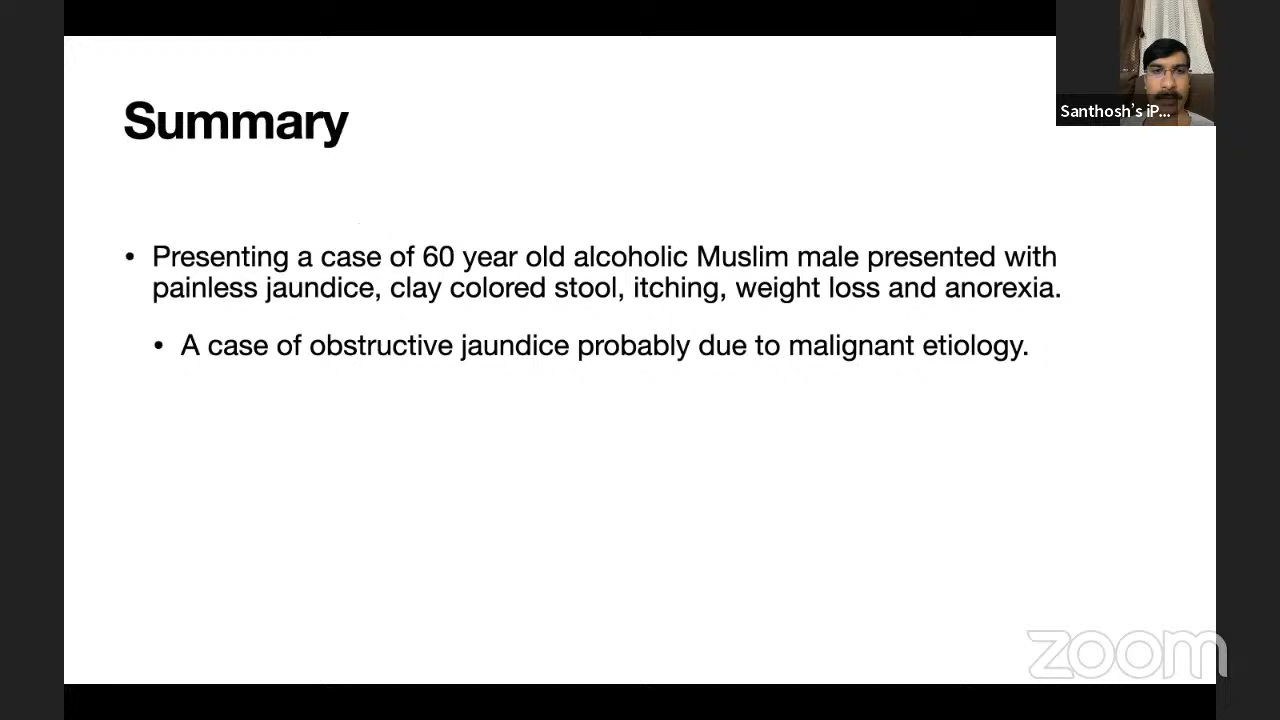 Summary
Santhosh's iP...
• Presenting a case of 60 year old alcoholic Muslim male presented with
painless jaundice, clay colored stool, itching, weight loss and anorexia.
• A case of obstructive jaundice probably due to malignant etiology.
zoom